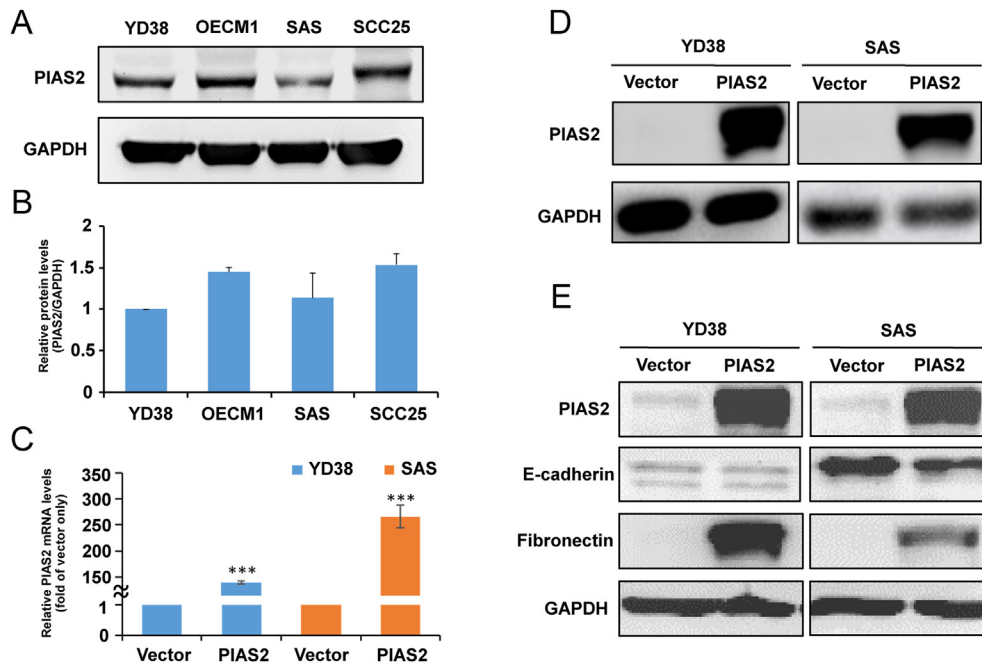 A
YD38 OECM1 SAS SCC25
PIAS2
GAPDH
B
Relative protein levels
(PIAS2/GAPDH)
2
1.5
1
0.5
0
YD38 OECM1 SAS SCC25
C
Relative PIAS2 mRNA levels
(fold of vector only)
YD38 SAS
350
300
250
200
150
≈
1
0
*** ***
Vector PIAS2 Vector PIAS2
D
YD38 SAS
Vector PIAS2 Vector PIAS2
PIAS2
GAPDH
E
YD38 SAS
Vector PIAS2 Vector PIAS2
PIAS2
E-cadherin
Fibronectin
GAPDH